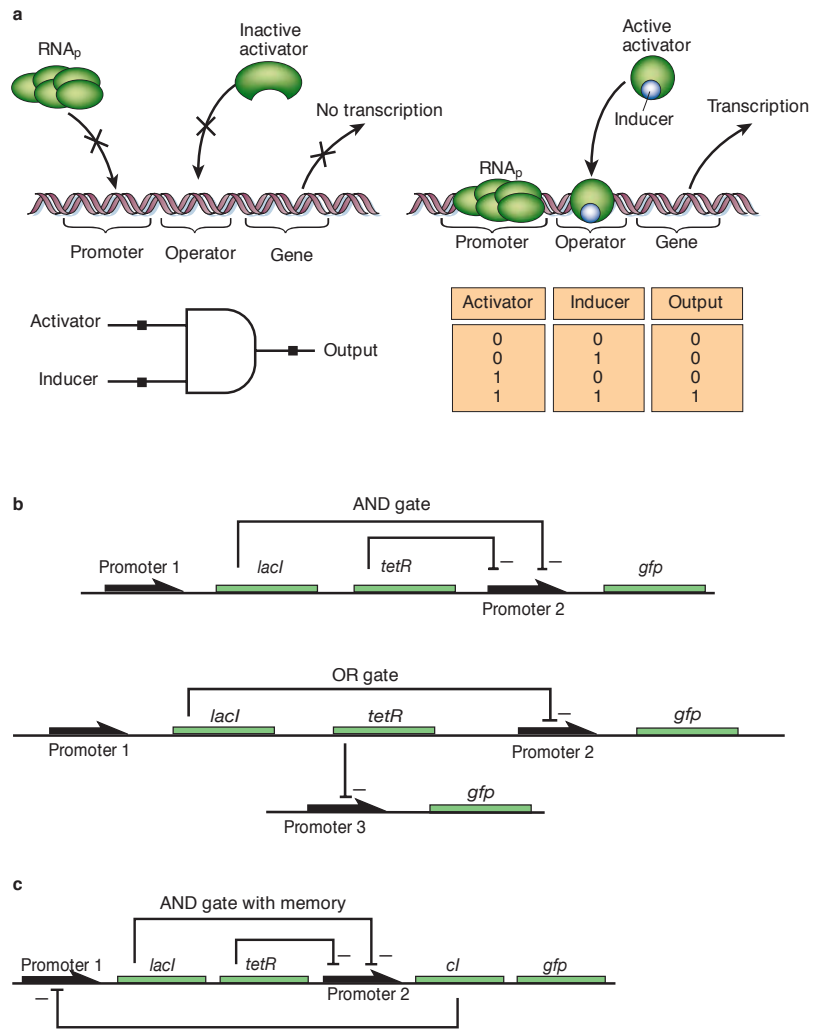 a
RNAp
Inactive
activator
No transcription
Promoter
Operator
Gene
Active
activator
Inducer
Transcription
RNAp
Promoter
Operator
Gene
Activator
Inducer
Output
Activator Inducer Output
0 0 0
0 1 0
1 0 0
1 1 1
b
AND gate
Promoter 1
lacI
tetR
–
–
gfp
Promoter 2
OR gate
lacI
tetR
–
gfp
Promoter 1
Promoter 2
–
gfp
Promoter 3
c
AND gate with memory
Promoter 1
lacI
tetR
–
–
cI
gfp
Promoter 2
–